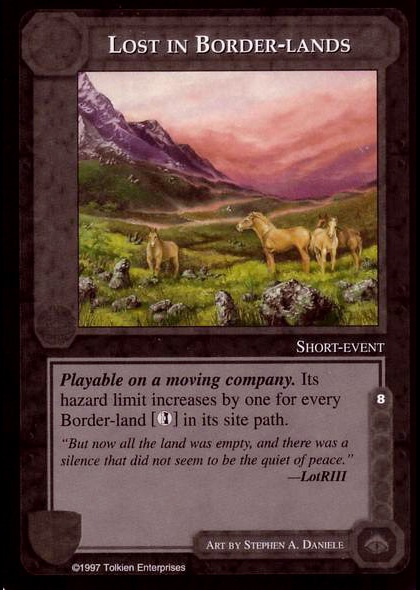 LOST IN BORDER-LANDS
SHORT-EVENT
Playable on a moving company. Its
hazard limit increases by one for every
Border-land [ ] in its site path.
8
“But now all the land was empty, and there was a
silence that did not seem to be the quiet of peace.”
—LotRIII
ART BY STEPHEN A. DANIELE
©1997 Tolkien Enterprises